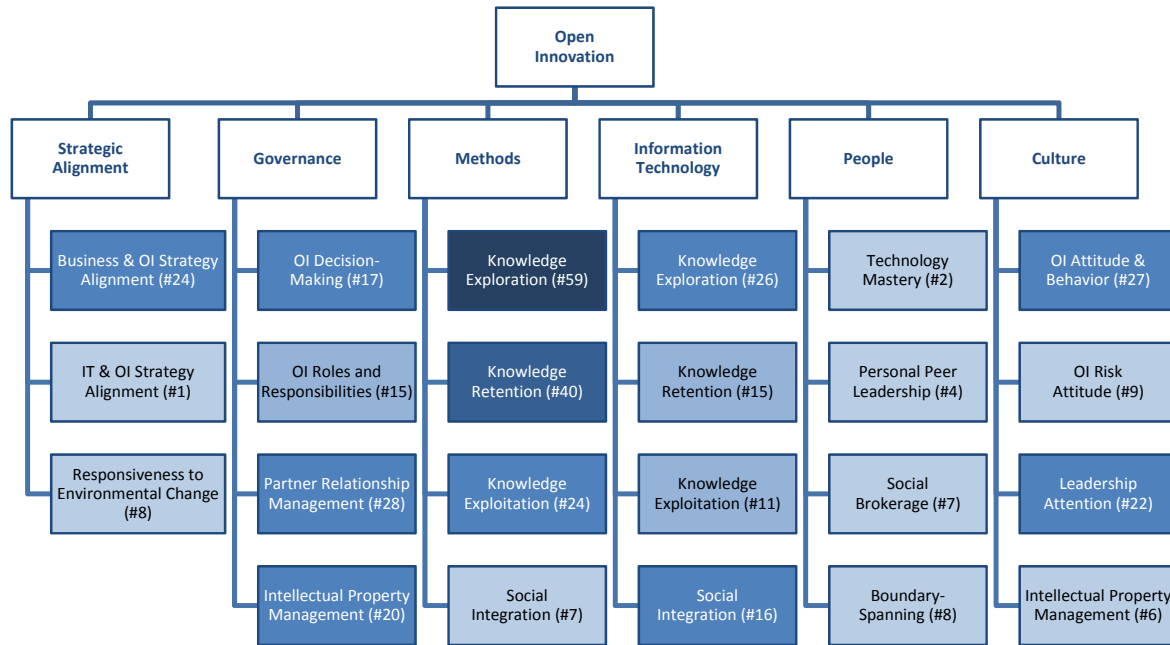 Open
Innovation
Strategic
Alignment
Governance
Methods
Information
Technology
People
Culture
Business & OI Strategy
Alignment (#24)
OI Decision-
Making (#17)
Knowledge
Exploration (#59)
Knowledge
Exploration (#26)
Technology
Mastery (#2)
OI Attitude &
Behavior (#27)
IT & OI Strategy
Alignment (#1)
OI Roles and
Responsibilities (#15)
Knowledge
Retention (#40)
Knowledge
Retention (#15)
Personal Peer
Leadership (#4)
OI Risk
Attitude (#9)
Responsiveness to
Environmental Change
(#8)
Partner Relationship
Management (#28)
Knowledge
Exploitation (#24)
Knowledge
Exploitation (#11)
Social
Brokerage (#7)
Leadership
Attention (#22)
Intellectual Property
Management (#20)
Social
Integration (#7)
Social
Integration (#16)
Boundary-
Spanning (#8)
Intellectual Property
Management (#6)